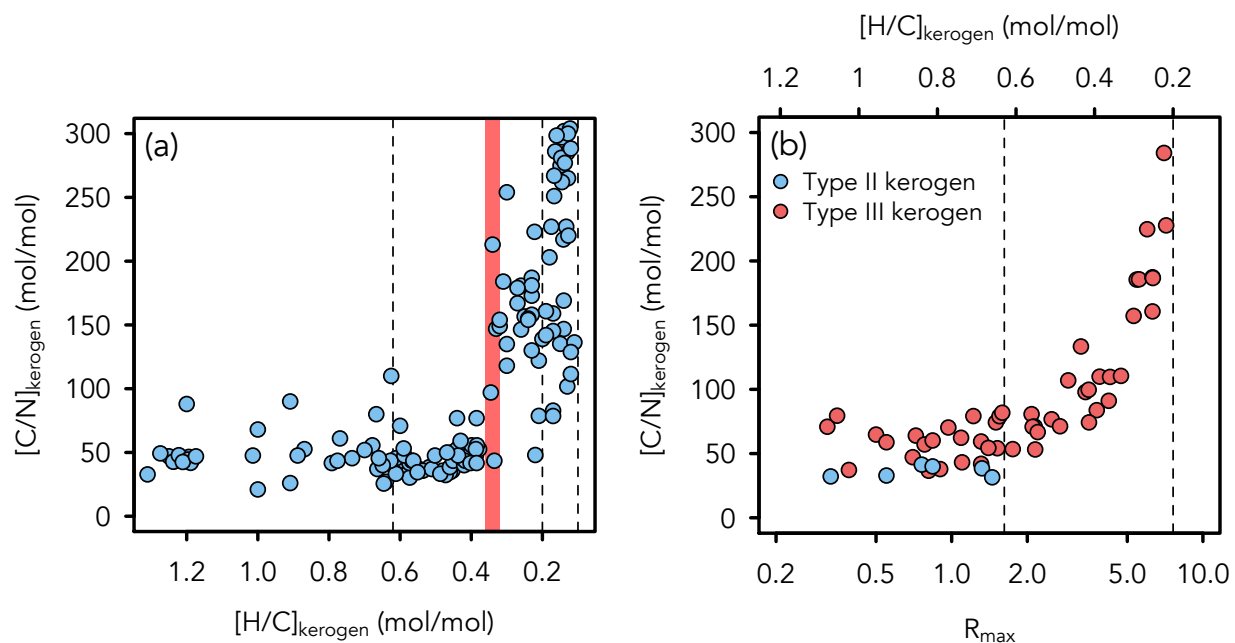 [H/C]kerogen (mol/mol)
1.2 1 0.8 0.6 0.4 0.2
(a)
300
250
200
150
100
50
0
[C/N]kerogen (mol/mol)
1.2 1.0 0.8 0.6 0.4 0.2
[H/C]kerogen (mol/mol)
(b)
Type II kerogen
Type III kerogen
300
250
200
150
100
50
0
[C/N]kerogen (mol/mol)
0.2 0.5 1.0 2.0 5.0 10.0
Rmax